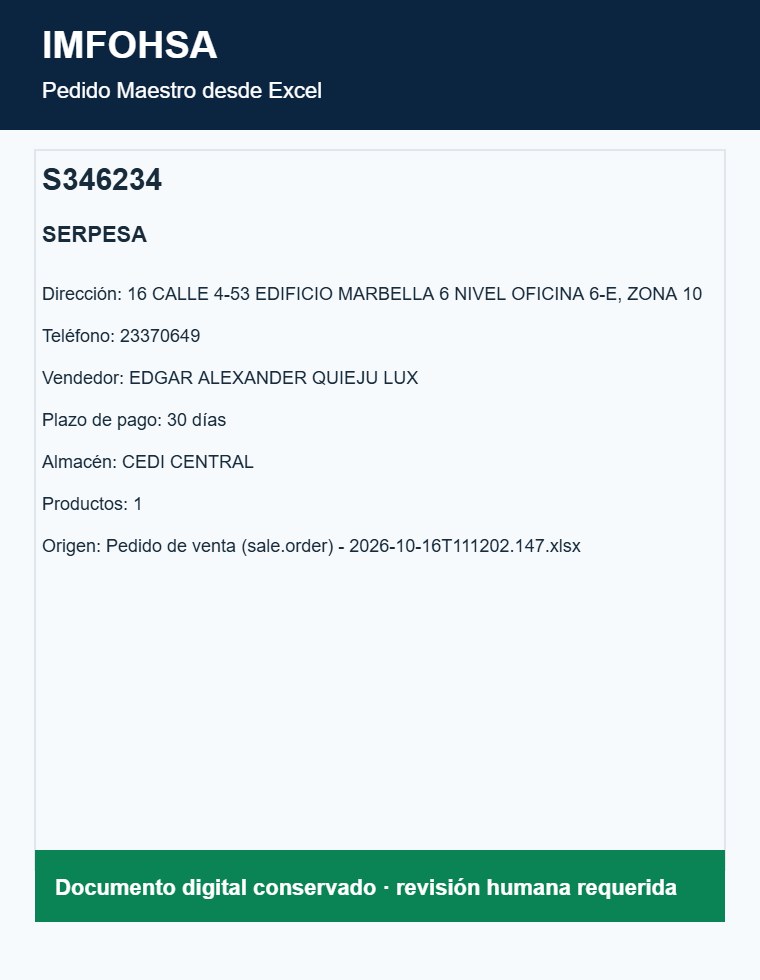 IMFOHSA
Pedido Maestro desde Excel
S346234
SERPESA
Dirección: 16 CALLE 4-53 EDIFICIO MARBELLA 6 NIVEL OFICINA 6-E, ZONA 10
Teléfono: 23370649
Vendedor: EDGAR ALEXANDER QUIEJU LUX
Plazo de pago: 30 días
Almacén: CEDI CENTRAL
Productos: 1
Origen: Pedido de venta (sale.order) - 2026-10-16T111202.147.xlsx
Documento digital conservado · revisión humana requerida